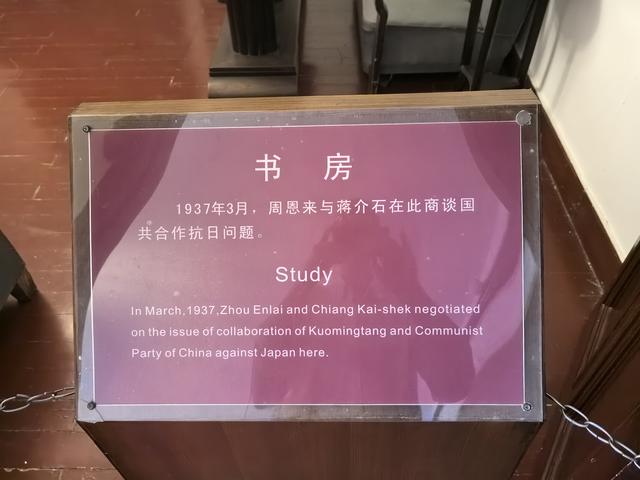 书 房
1937年3月，周恩来与蒋介石在此商谈国
共合作抗日问题。
Study
In March,1937,Zhou Enlai and Chiang Kai-shek negotiated
on the issue of collaboration of Kuomingtang and Communist
Party of China against Japan here.